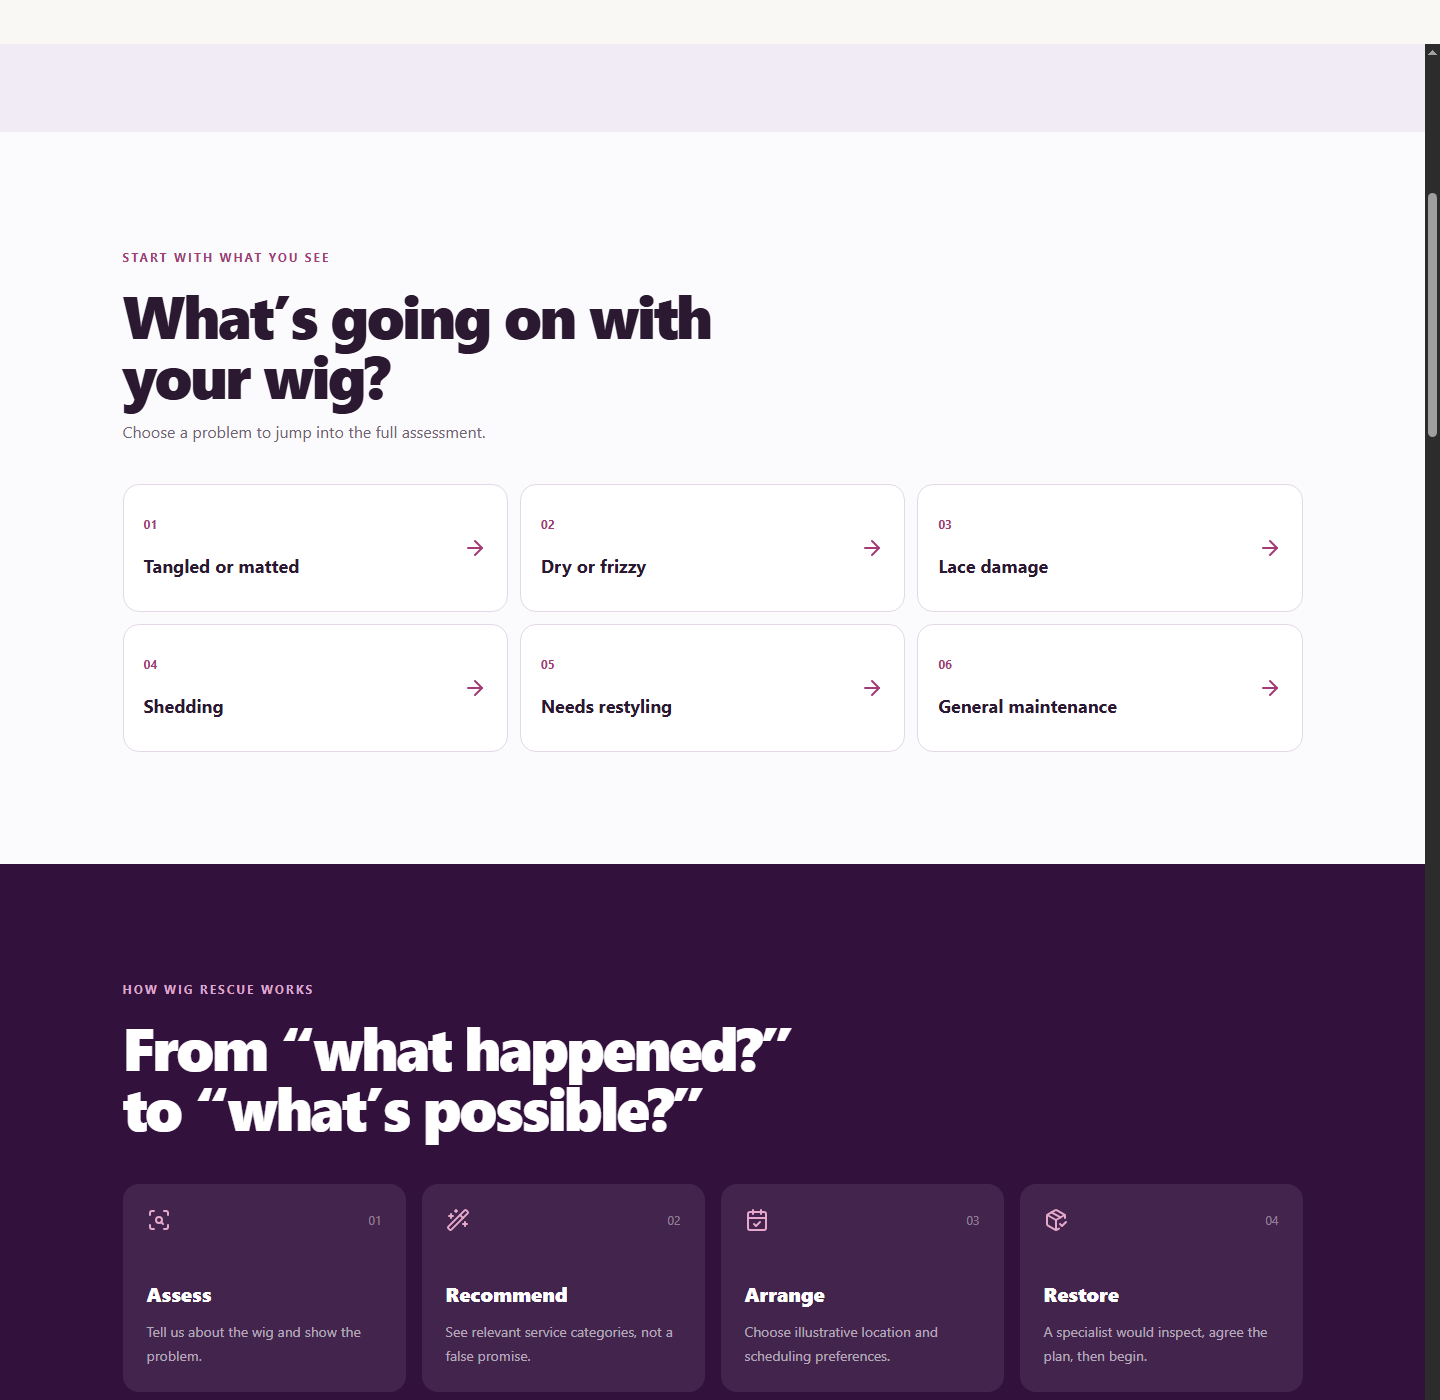 START WITH WHAT YOU SEE
What’s going on with
your wig?
Choose a problem to jump into the full assessment.
01
Tangled or matted
02
Dry or frizzy
03
Lace damage
04
Shedding
05
Needs restyling
06
General maintenance
HOW WIG RESCUE WORKS
From “what happened?”
to “what’s possible?”
01
Assess
Tell us about the wig and show the
problem.
02
Recommend
See relevant service categories, not a
false promise.
03
Arrange
Choose illustrative location and
scheduling preferences.
04
Restore
A specialist would inspect, agree the
plan, then begin.